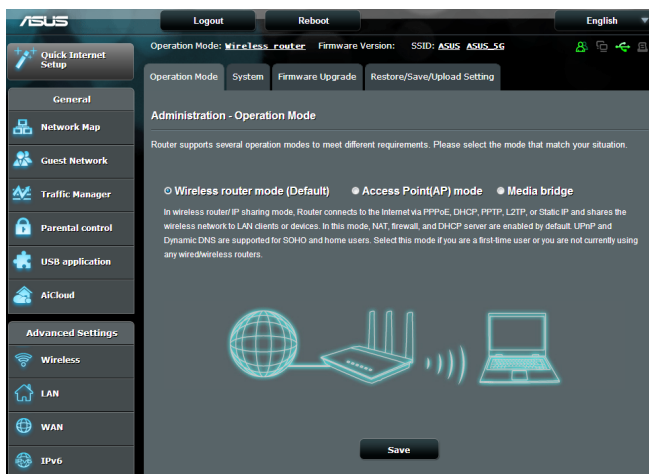 ASUS
Logout
Reboot
English
Quick Internet
Setup
Operation Mode: Wireless router Firmware Version: SSID: ASUS ASUS_5G
Operation Mode
System
Firmware Upgrade
Restore/Save/Upload Setting
General
Network Map
Guest Network
Traffic Manager
Parental control
USB application
AiCloud
Advanced Settings
Wireless
LAN
WAN
IPv6
Administration - Operation Mode
Router supports several operation modes to meet different requirements. Please select the mode that match your situation.
Wireless router mode (Default)
Access Point(AP) mode
Media bridge
In wireless router/ IP sharing mode, Router connects to the Internet via PPPoE, DHCP, PPTP, L2TP, or Static IP and shares the
wireless network to LAN clients or devices. In this mode, NAT, firewall, and DHCP server are enabled by default. UPnP and
Dynamic DNS are supported for SOHO and home users. Select this mode if you are a first-time user or you are not currently using
any wired/wireless routers.
Save